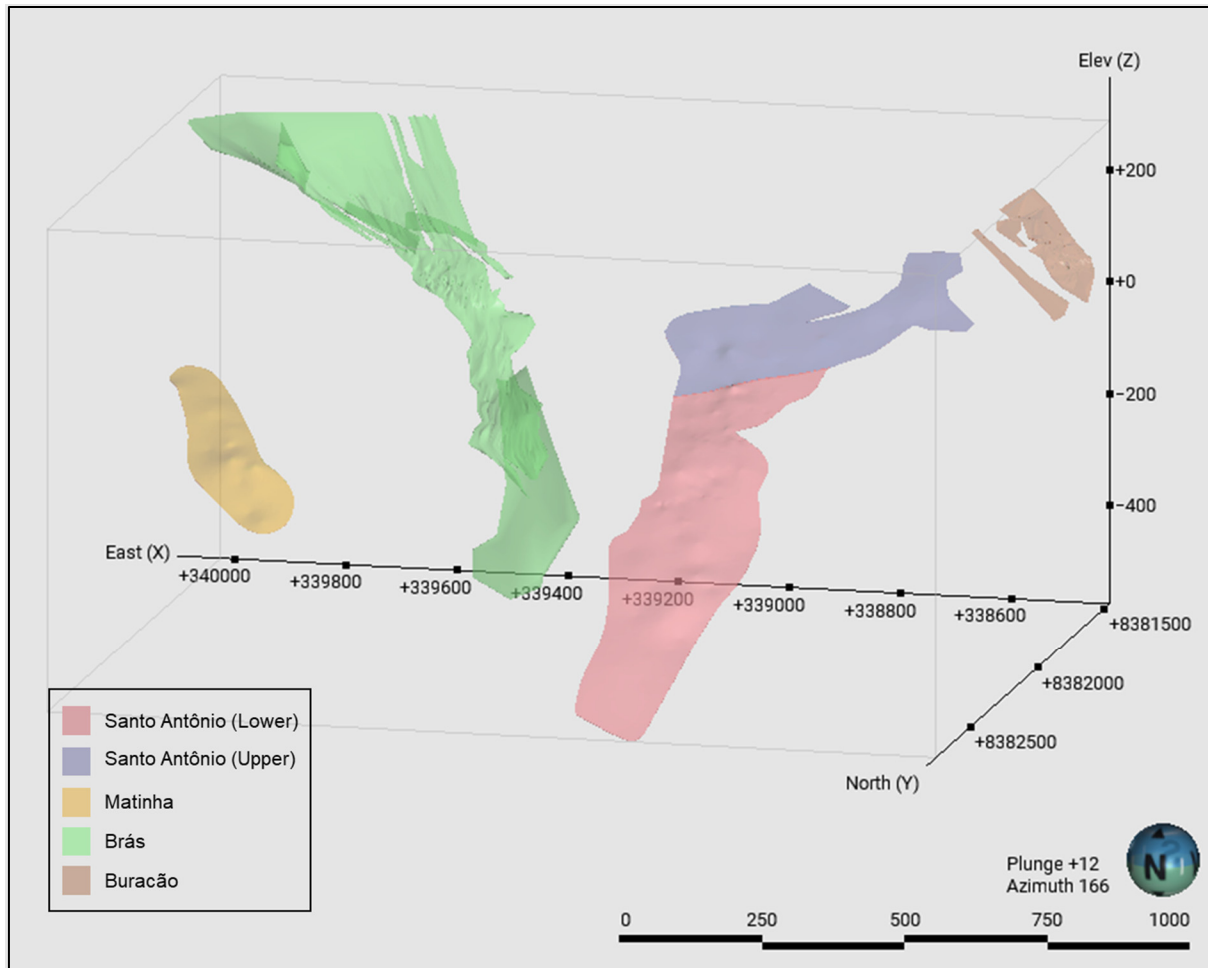 Elev (Z)
+200
+0
−200
−400
East (X)
+340000
+339800
+339600
+339400
+339200
+339000
+338800
+338600
+8381500
+8382000
+8382500
North (Y)
Santo Antônio (Lower)
Santo Antônio (Upper)
Matinha
Brás
Buracão
Plunge +12
Azimuth 166
N
0 250 500 750 1000